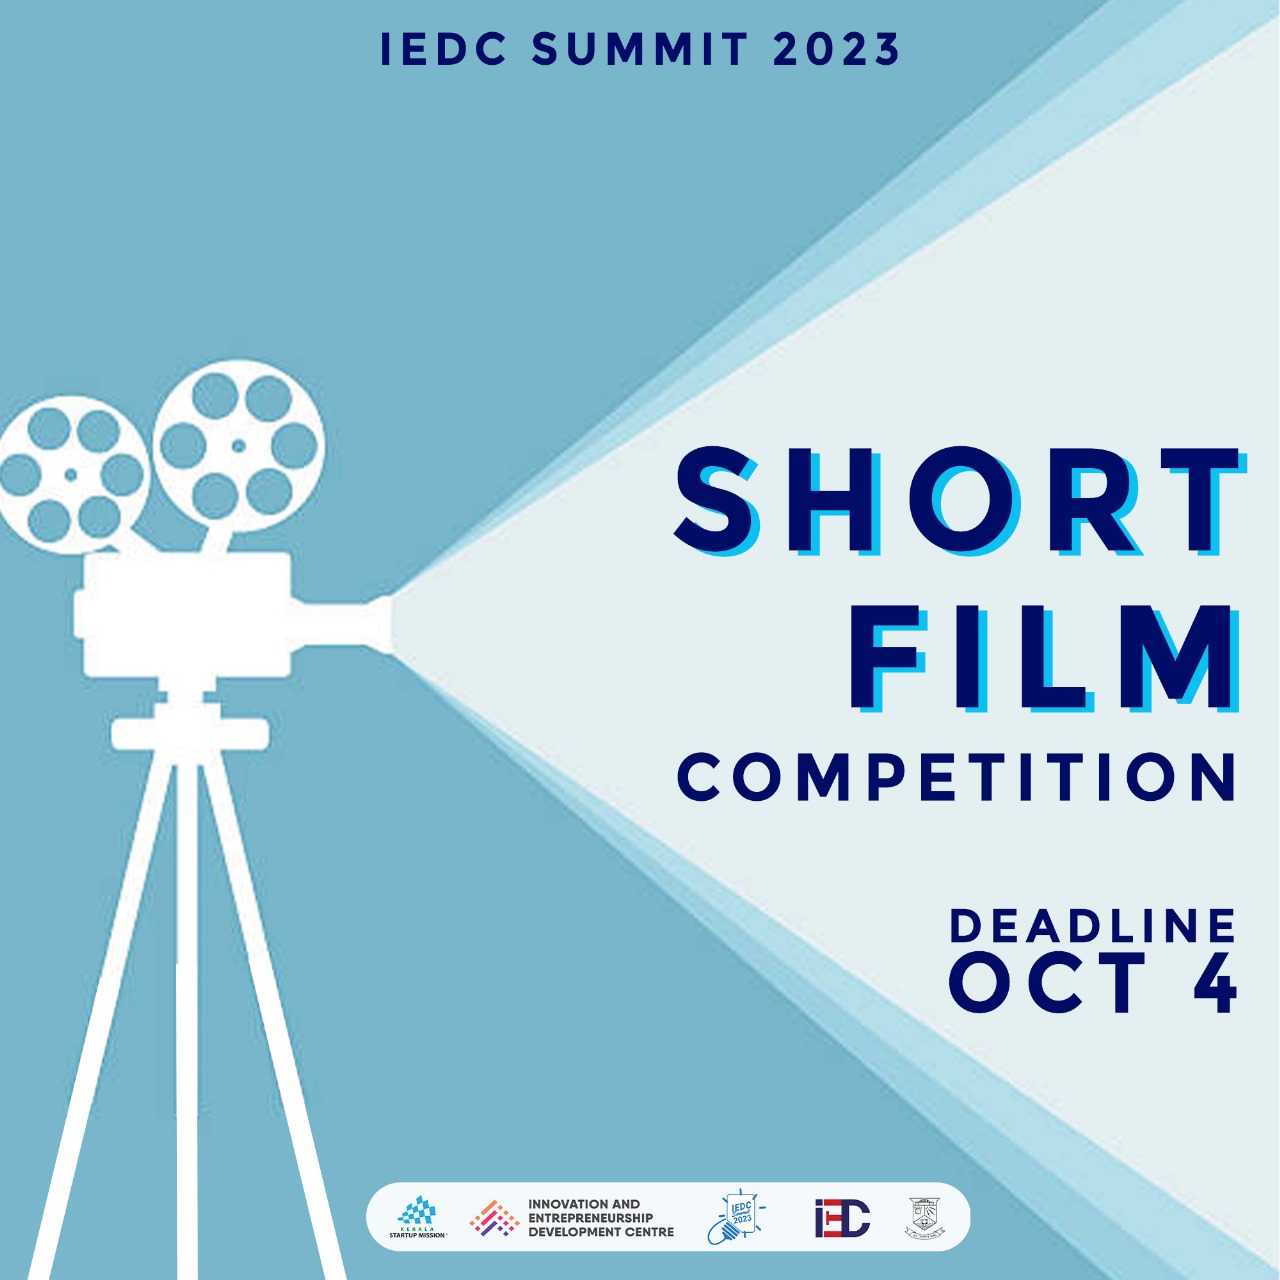 IEDC SUMMIT 2023
SHORT
FILM
COMPETITION
DEADLINE
OCT 4
KERALA
STARTUP MISSION
INNOVATION AND
ENTREPRENEURSHIP
DEVELOPMENT CENTRE
IEDC
SUMMIT
2023
iEDC